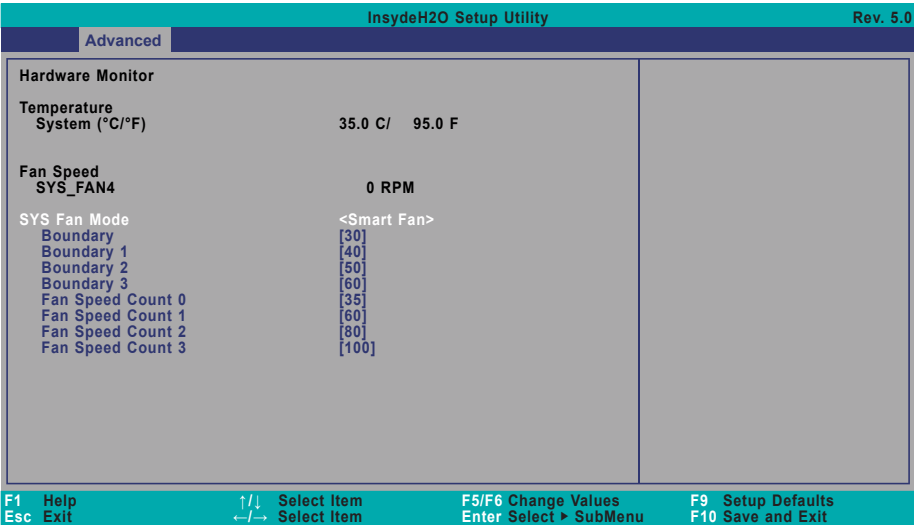 InsydeH2O Setup Utility Rev. 5.0
Advanced
Hardware Monitor
Temperature
System (°C/°F) 35.0 C/ 95.0 F
Fan Speed
SYS_FAN4 0 RPM
SYS Fan Mode <Smart Fan>
Boundary [30]
Boundary 1 [40]
Boundary 2 [50]
Boundary 3 [60]
Fan Speed Count 0 [35]
Fan Speed Count 1 [60]
Fan Speed Count 2 [80]
Fan Speed Count 3 [100]
F1 Help ↑/↓ Select Item F5/F6 Change Values F9 Setup Defaults
Esc Exit ←/→ Select Item Enter Select ▶ SubMenu F10 Save and Exit